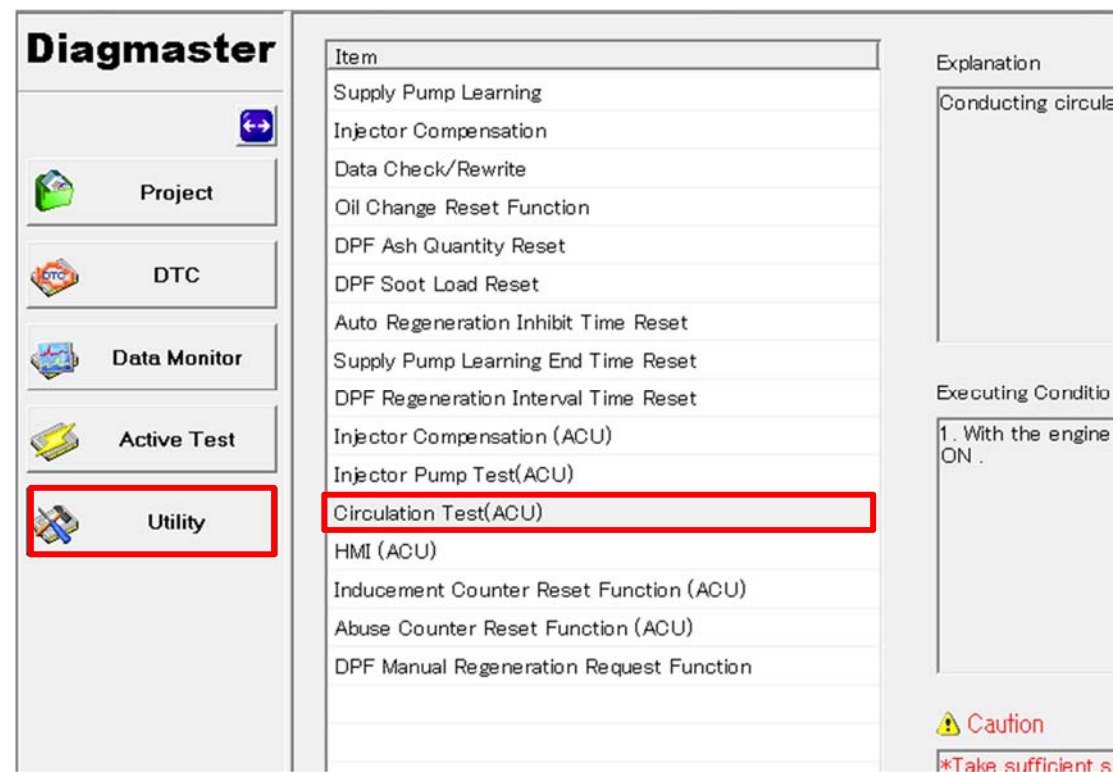 Diagmaster
Project
DTC
DTC
Data Monitor
Active Test
Utility
Item
Supply Pump Learning
Injector Compensation
Data Check/Rewrite
Oil Change Reset Function
DPF Ash Quantity Reset
DPF Soot Load Reset
Auto Regeneration Inhibit Time Reset
Supply Pump Learning End Time Reset
DPF Regeneration Interval Time Reset
Injector Compensation (ACU)
Injector Pump Test(ACU)
Circulation Test(ACU)
HMI (ACU)
Inducement Counter Reset Function (ACU)
Abuse Counter Reset Function (ACU)
DPF Manual Regeneration Request Function
Explanation
Conducting circula
Executing Conditio
1. With the engine
ON .
Caution
*Take sufficient s